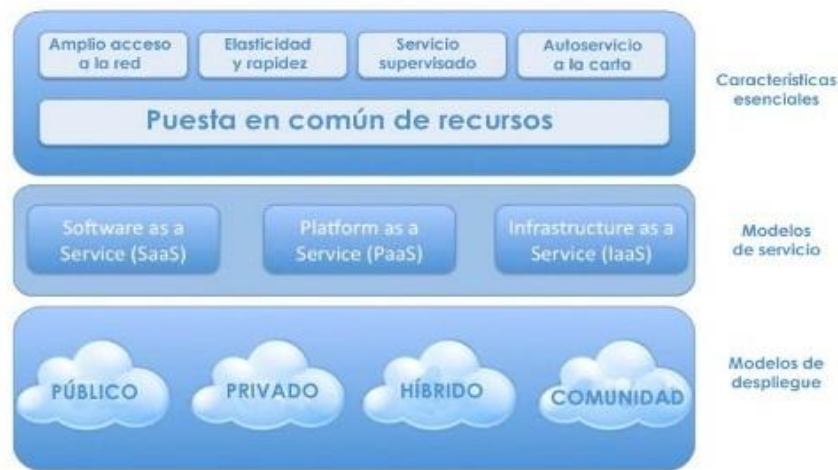 Amplio acceso
a la red
Elasticidad
y rapidez
Servicio
supervisado
Autoservicio
a la carta
Puesta en común de recursos
Características
esenciales
Software as a
Service (SaaS)
Platform as a
Service (PaaS)
Infrastructure as a
Service (IaaS)
Modelos
de servicio
PÚBLICO
PRIVADO
HÍBRIDO
COMUNIDAD
Modelos de
despliegue